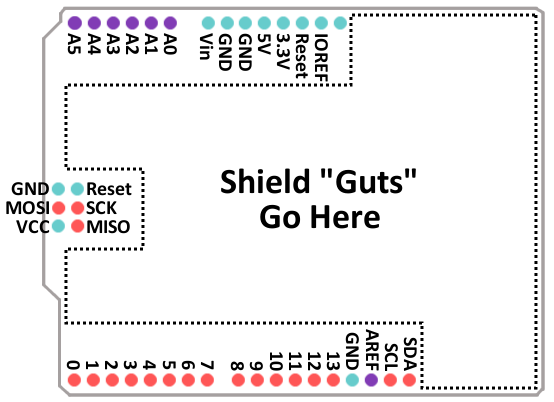 A5
A4
A3
A2
A1
A0
Vin
GND
GND
5V
3.3V
Reset
IOREF
Shield "Guts"
Go Here
GND Reset
MOSI SCK
VCC MISO
0
1
2
3
4
5
6
7
8
9
10
11
12
13
GND
AREF
SCL
SDA